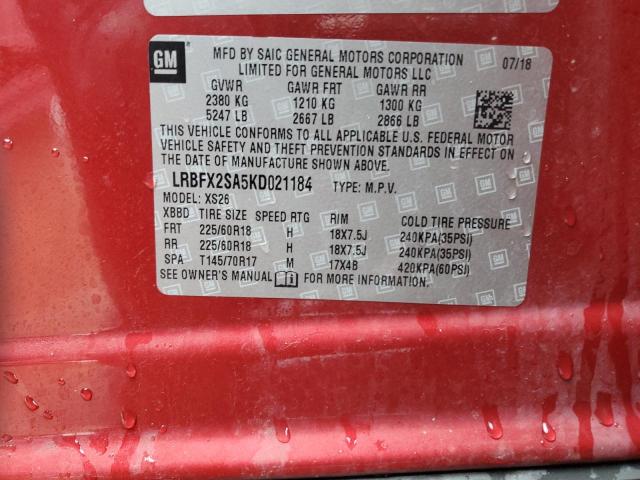 GM
MFD BY SAIC GENERAL MOTORS CORPORATION
LIMITED FOR GENERAL MOTORS LLC
07/18
GVWR GAWR FRT GAWR RR
2380 KG 1210 KG 1300 KG
5247 LB 2667 LB 2866 LB
THIS VEHICLE CONFORMS TO ALL APPLICABLE U.S. FEDERAL MOTOR
VEHICLE SAFETY AND THEFT PREVENTION STANDARDS IN EFFECT ON
THE DATE OF MANUFACTURE SHOWN ABOVE.
LRBFX2SA5KD021184 TYPE: M.P.V.
MODEL: XS26
XBBD TIRE SIZE SPEED RTG RIM COLD TIRE PRESSURE
FRT 225/60R18 H 18X7.5J 240KPA(35PSI)
RR 225/60R18 H 18X7.5J 240KPA(35PSI)
SPA T145/70R17 M 17X4B 420KPA(60PSI)
SEE OWNER'S MANUAL FOR MORE INFORMATION.